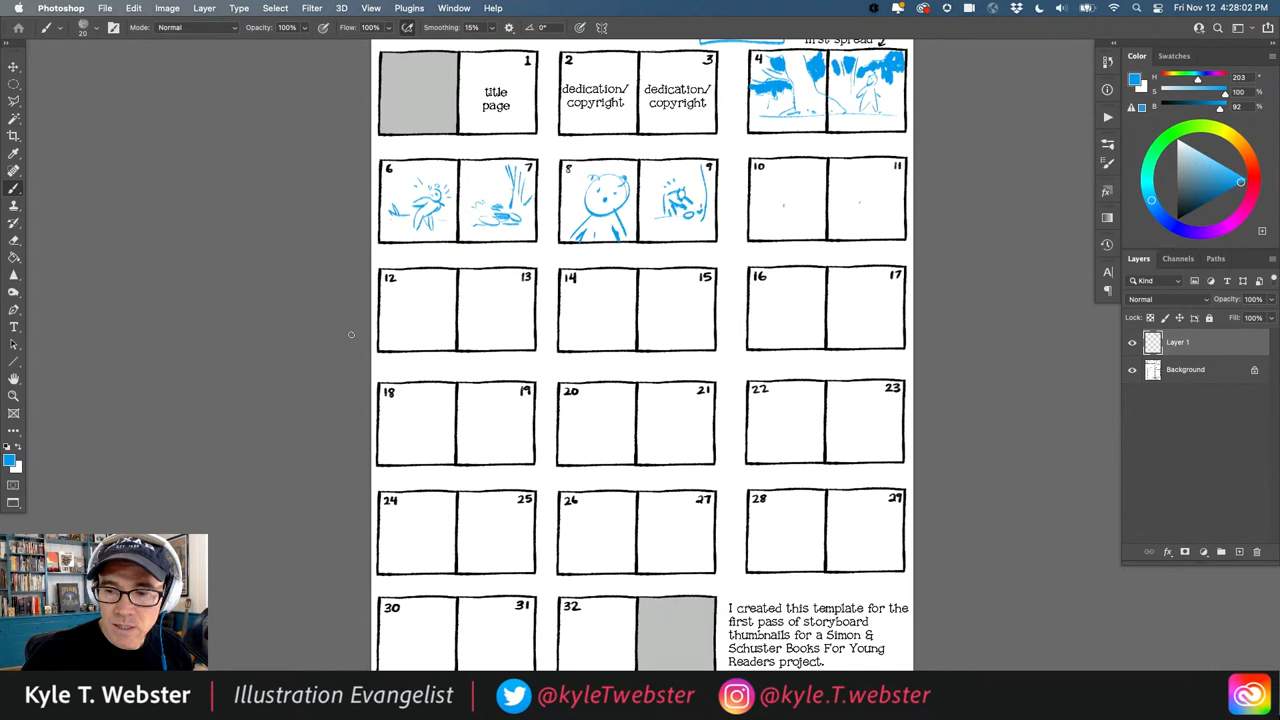 Photoshop File Edit Image Layer Type Select Filter 3D View Plugins Window Help Fri Nov 12 4:28:02 PM
20 Mode: Normal Opacity: 100% Flow: 100% Smoothing: 15% 0°
first spread
1
title
page
2
dedication/
copyright
3
dedication/
copyright
4
6 7
8 9
10 11
12 13
14 15
16 17
18 19
20 21
22 23
24 25
26 27
28 29
30 31
32
I created this template for the
first pass of storyboard
thumbnails for a Simon &
Schuster Books For Young
Readers project.
Color Swatches
H 203
S 100
B 92
Layers Channels Paths
Kind
Normal Opacity: 100%
Lock: Fill: 100%
Layer 1
Background
Kyle T. Webster | Illustration Evangelist @kyleTwebster @kyle.T.webster